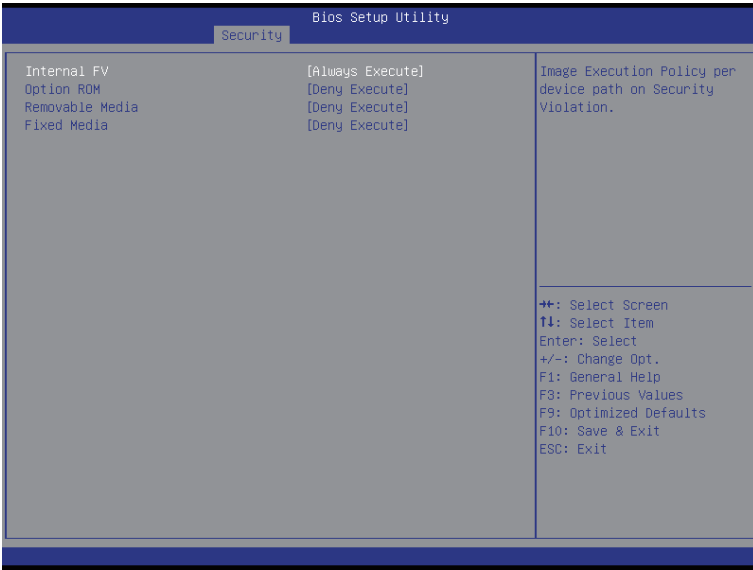 Bios Setup Utility
Security
Internal FV [Always Execute]
Option ROM [Deny Execute]
Removable Media [Deny Execute]
Fixed Media [Deny Execute]
Image Execution Policy per
device path on Security
Violation.
→←: Select Screen
↑↓: Select Item
Enter: Select
+/-: Change Opt.
F1: General Help
F3: Previous Values
F9: Optimized Defaults
F10: Save & Exit
ESC: Exit